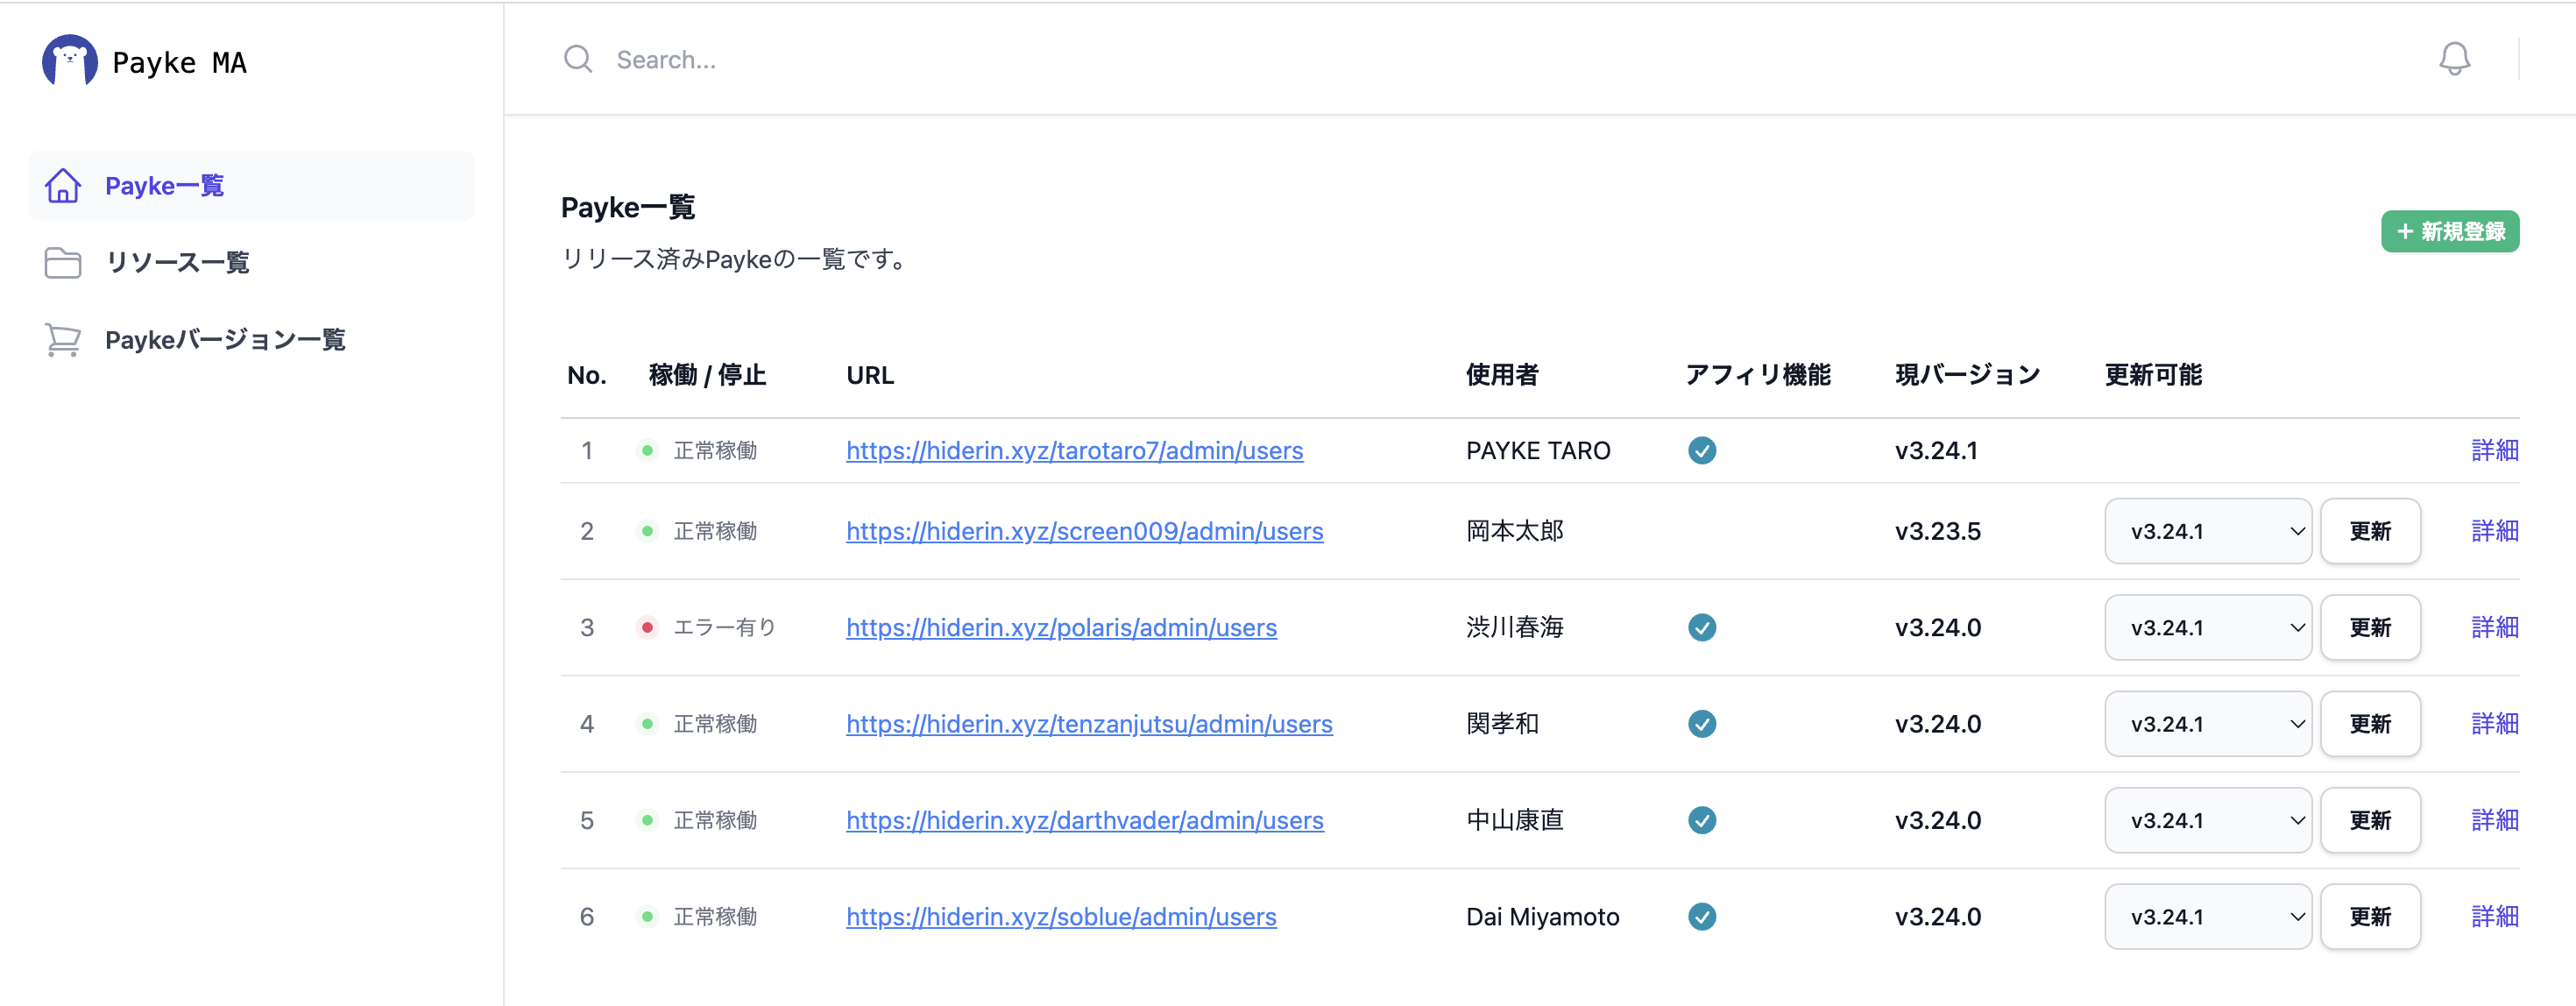 Payke MA
Search...
Payke一覧
リソース一覧
Paykeバージョン一覧
Payke一覧
リリース済みPaykeの一覧です。
+ 新規登録
No. 稼働 / 停止 URL 使用者 アフィリ機能 現バージョン 更新可能
1 正常稼働 https://hiderin.xyz/tarotaro7/admin/users PAYKE TARO v3.24.1 詳細
2 正常稼働 https://hiderin.xyz/screen009/admin/users 岡本太郎 v3.23.5 v3.24.1 更新 詳細
3 エラー有り https://hiderin.xyz/polaris/admin/users 渋川春海 v3.24.0 v3.24.1 更新 詳細
4 正常稼働 https://hiderin.xyz/tenzanjutsu/admin/users 関孝和 v3.24.0 v3.24.1 更新 詳細
5 正常稼働 https://hiderin.xyz/darthvader/admin/users 中山康直 v3.24.0 v3.24.1 更新 詳細
6 正常稼働 https://hiderin.xyz/soblue/admin/users Dai Miyamoto v3.24.0 v3.24.1 更新 詳細